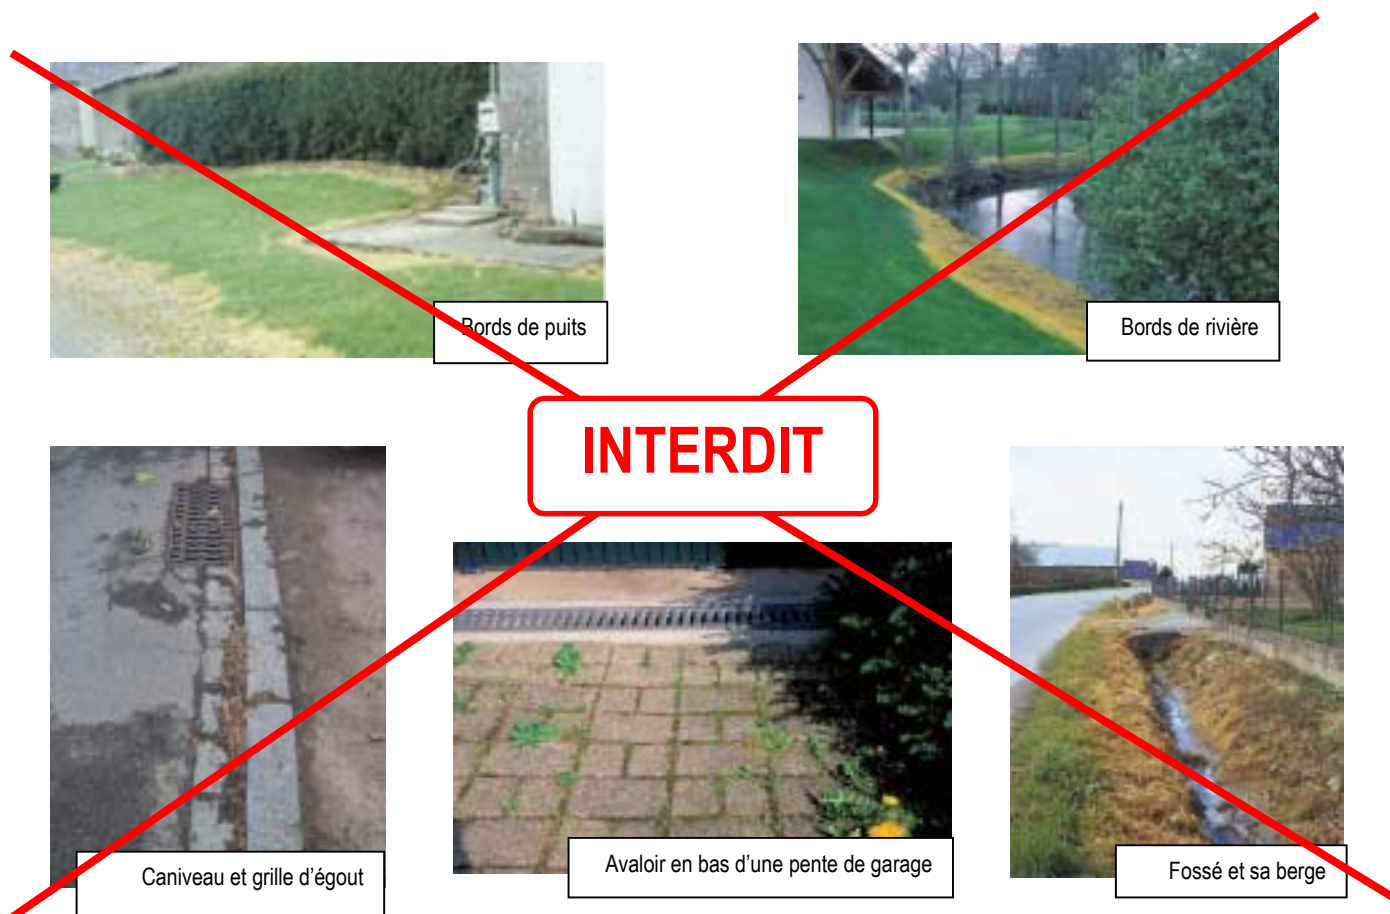 Bords de puits
Bords de rivière
INTERDIT
Caniveau et grille d’égout
Avaloir en bas d’une pente de garage
Fossé et sa berge